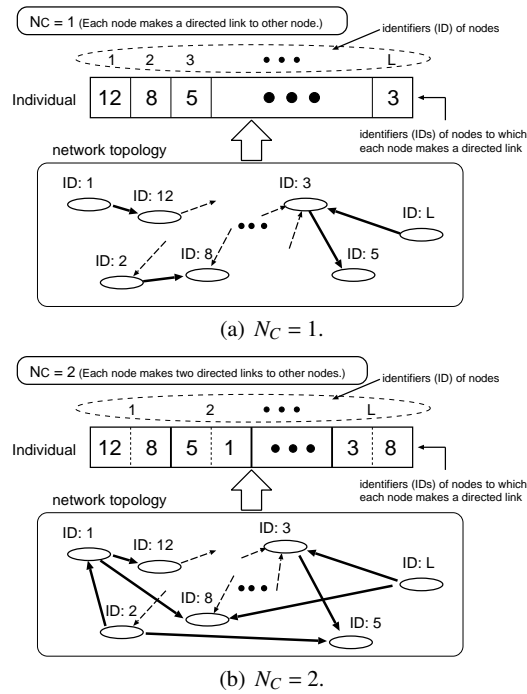 NC = 1 (Each node makes a directed link to other node.)
identifiers (ID) of nodes
1 2 3 ••• L
Individual 12 8 5 ••• 3
identifiers (IDs) of nodes to which
each node makes a directed link
network topology
ID: 1
ID: 12
ID: 3
ID: L
ID: 2
ID: 8
•••
ID: 5
(a) NC = 1.
NC = 2 (Each node makes two directed links to other nodes.)
identifiers (ID) of nodes
1 2 ••• L
Individual 12 8 5 1 ••• 3 8
identifiers (IDs) of nodes to which
each node makes a directed link
network topology
ID: 1
ID: 12
ID: 3
ID: L
ID: 8
•••
ID: 2
ID: 5
(b) NC = 2.